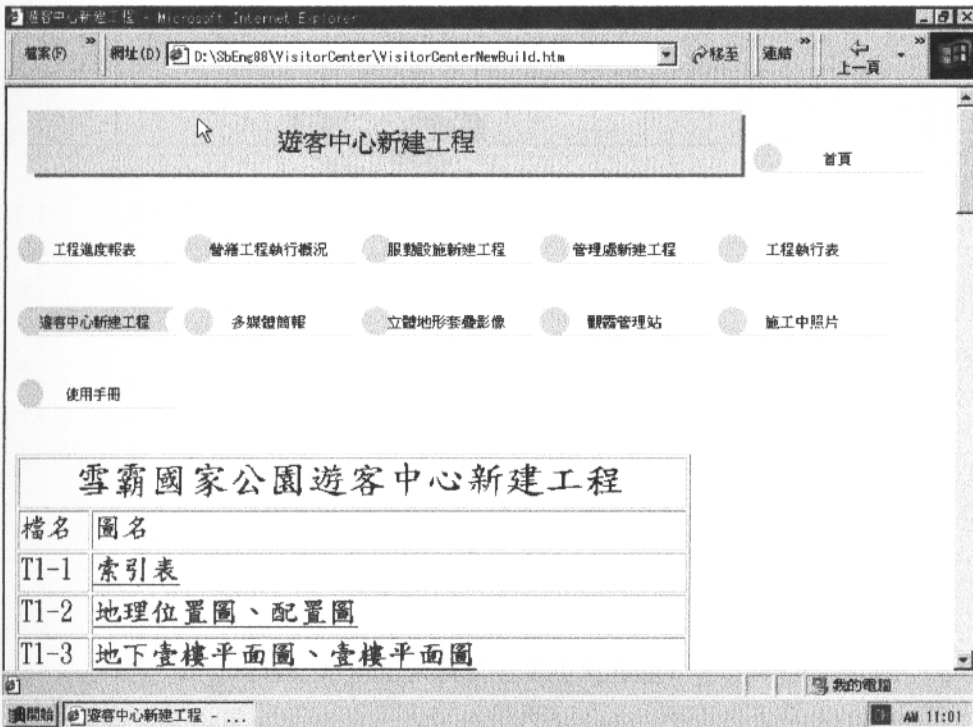 遊客中心新建工程 - Microsoft Internet Explorer
檔案(F) » 網址(D) D:\SbEng88\VisitorCenter\VisitorCenterNewBuild.htm 移至 連結 » 上一頁 »
遊客中心新建工程
首頁
工程進度報表 營繕工程執行概況 服勤設施新建工程 管理處新建工程 工程執行表
遊客中心新建工程 多媒體簡報 立體地形套疊影像 觀霧管理站 施工中照片
使用手冊
雪霸國家公園遊客中心新建工程
檔名 圖名
T1-1 索引表
T1-2 地理位置圖、配置圖
T1-3 地下壹樓平面圖、壹樓平面圖
我的電腦
開始 遊客中心新建工程 - ... AM 11:01